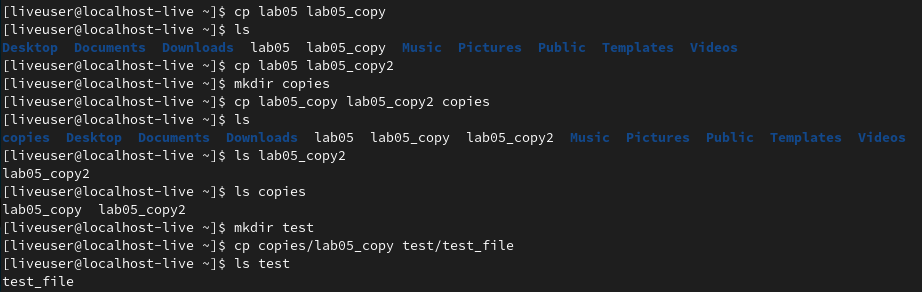 [liveuser@localhost-live ~]$ cp lab05 lab05_copy
[liveuser@localhost-live ~]$ ls
Desktop  Documents  Downloads  lab05  lab05_copy  Music  Pictures  Public  Templates  Videos
[liveuser@localhost-live ~]$ cp lab05 lab05_copy2
[liveuser@localhost-live ~]$ mkdir copies
[liveuser@localhost-live ~]$ cp lab05_copy lab05_copy2 copies
[liveuser@localhost-live ~]$ ls
copies  Desktop  Documents  Downloads  lab05  lab05_copy  lab05_copy2  Music  Pictures  Public  Templates  Videos
[liveuser@localhost-live ~]$ ls lab05_copy2
lab05_copy2
[liveuser@localhost-live ~]$ ls copies
lab05_copy  lab05_copy2
[liveuser@localhost-live ~]$ mkdir test
[liveuser@localhost-live ~]$ cp copies/lab05_copy test/test_file
[liveuser@localhost-live ~]$ ls test
test_file